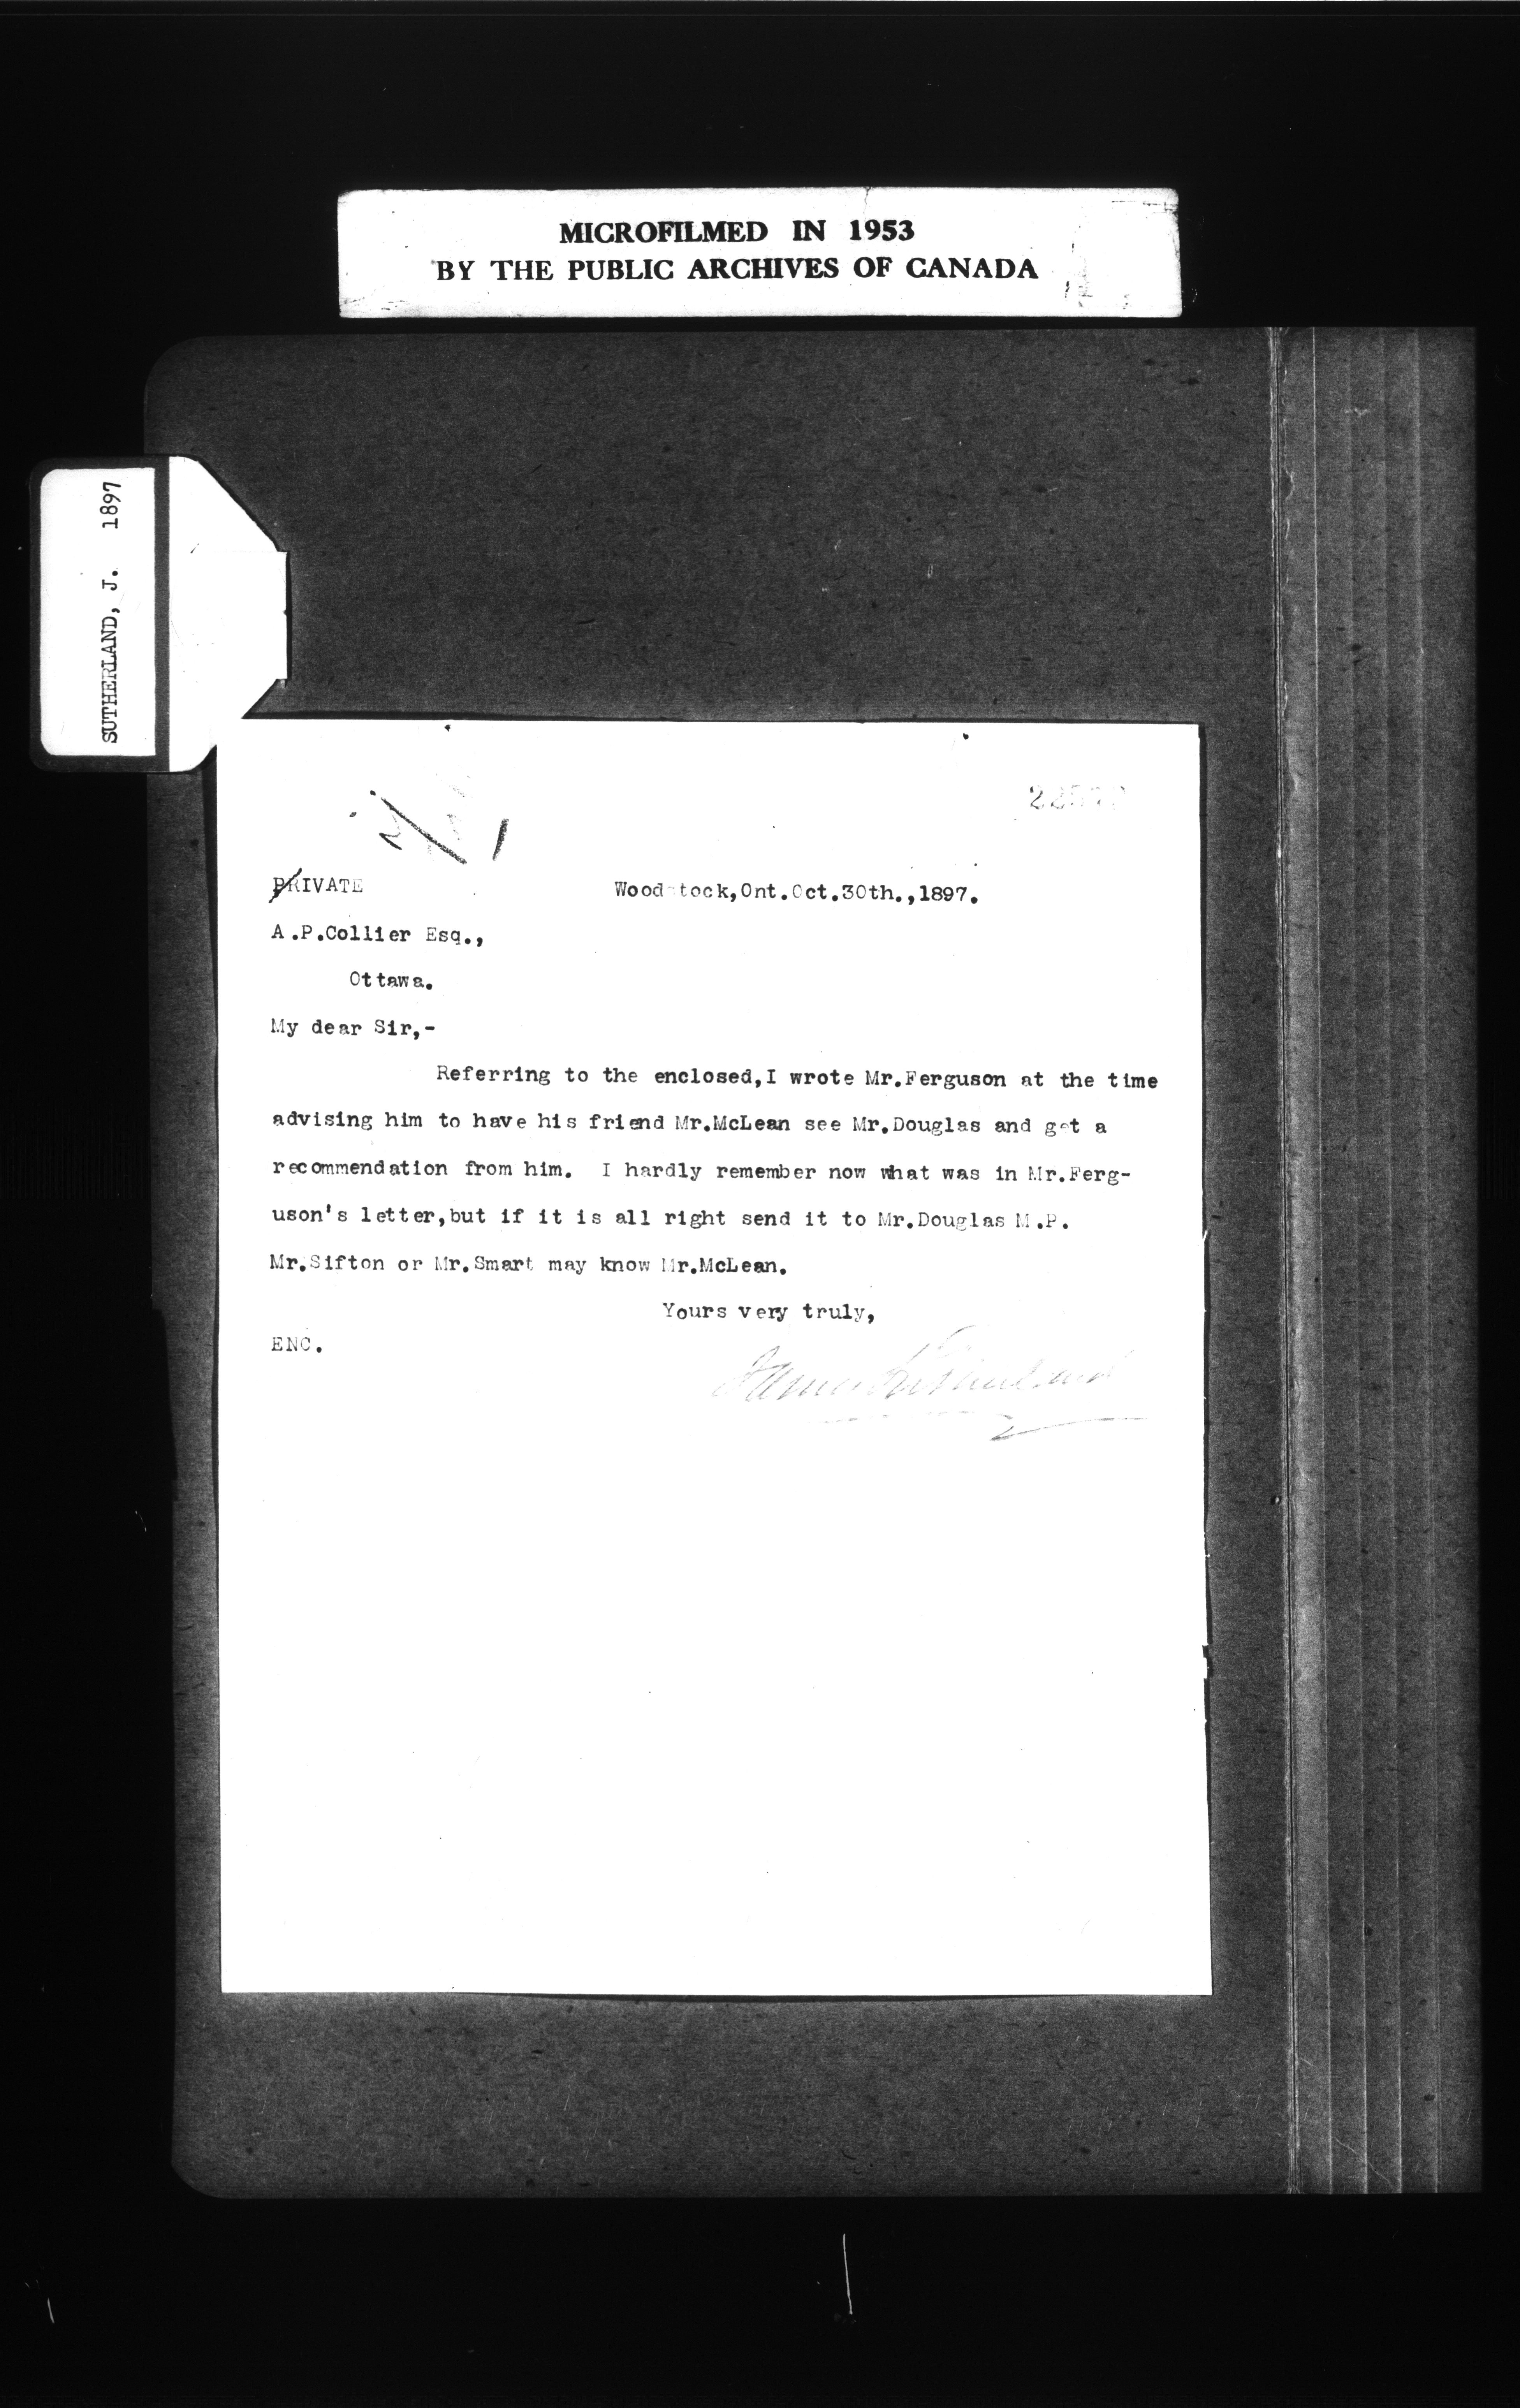 MICROFILMED IN 1953
BY THE PUBLIC ARCHIVES OF CANADA
SUTHERLAND, J. 1897
PRIVATE
Woodstock,Ont.Oct.30th.,1897.
A.P.Collier Esq.,
Ottawa.
My dear Sir,-
Referring to the enclosed,I wrote Mr.Ferguson at the time
advising him to have his friend Mr.McLean see Mr.Douglas and get a
recommendation from him. I hardly remember now what was in Mr.Ferg-
uson's letter,but if it is all right send it to Mr.Douglas M.P.
Mr.Sifton or Mr.Smart may know Mr.McLean.
Yours very truly,
ENC.
James Sutherland